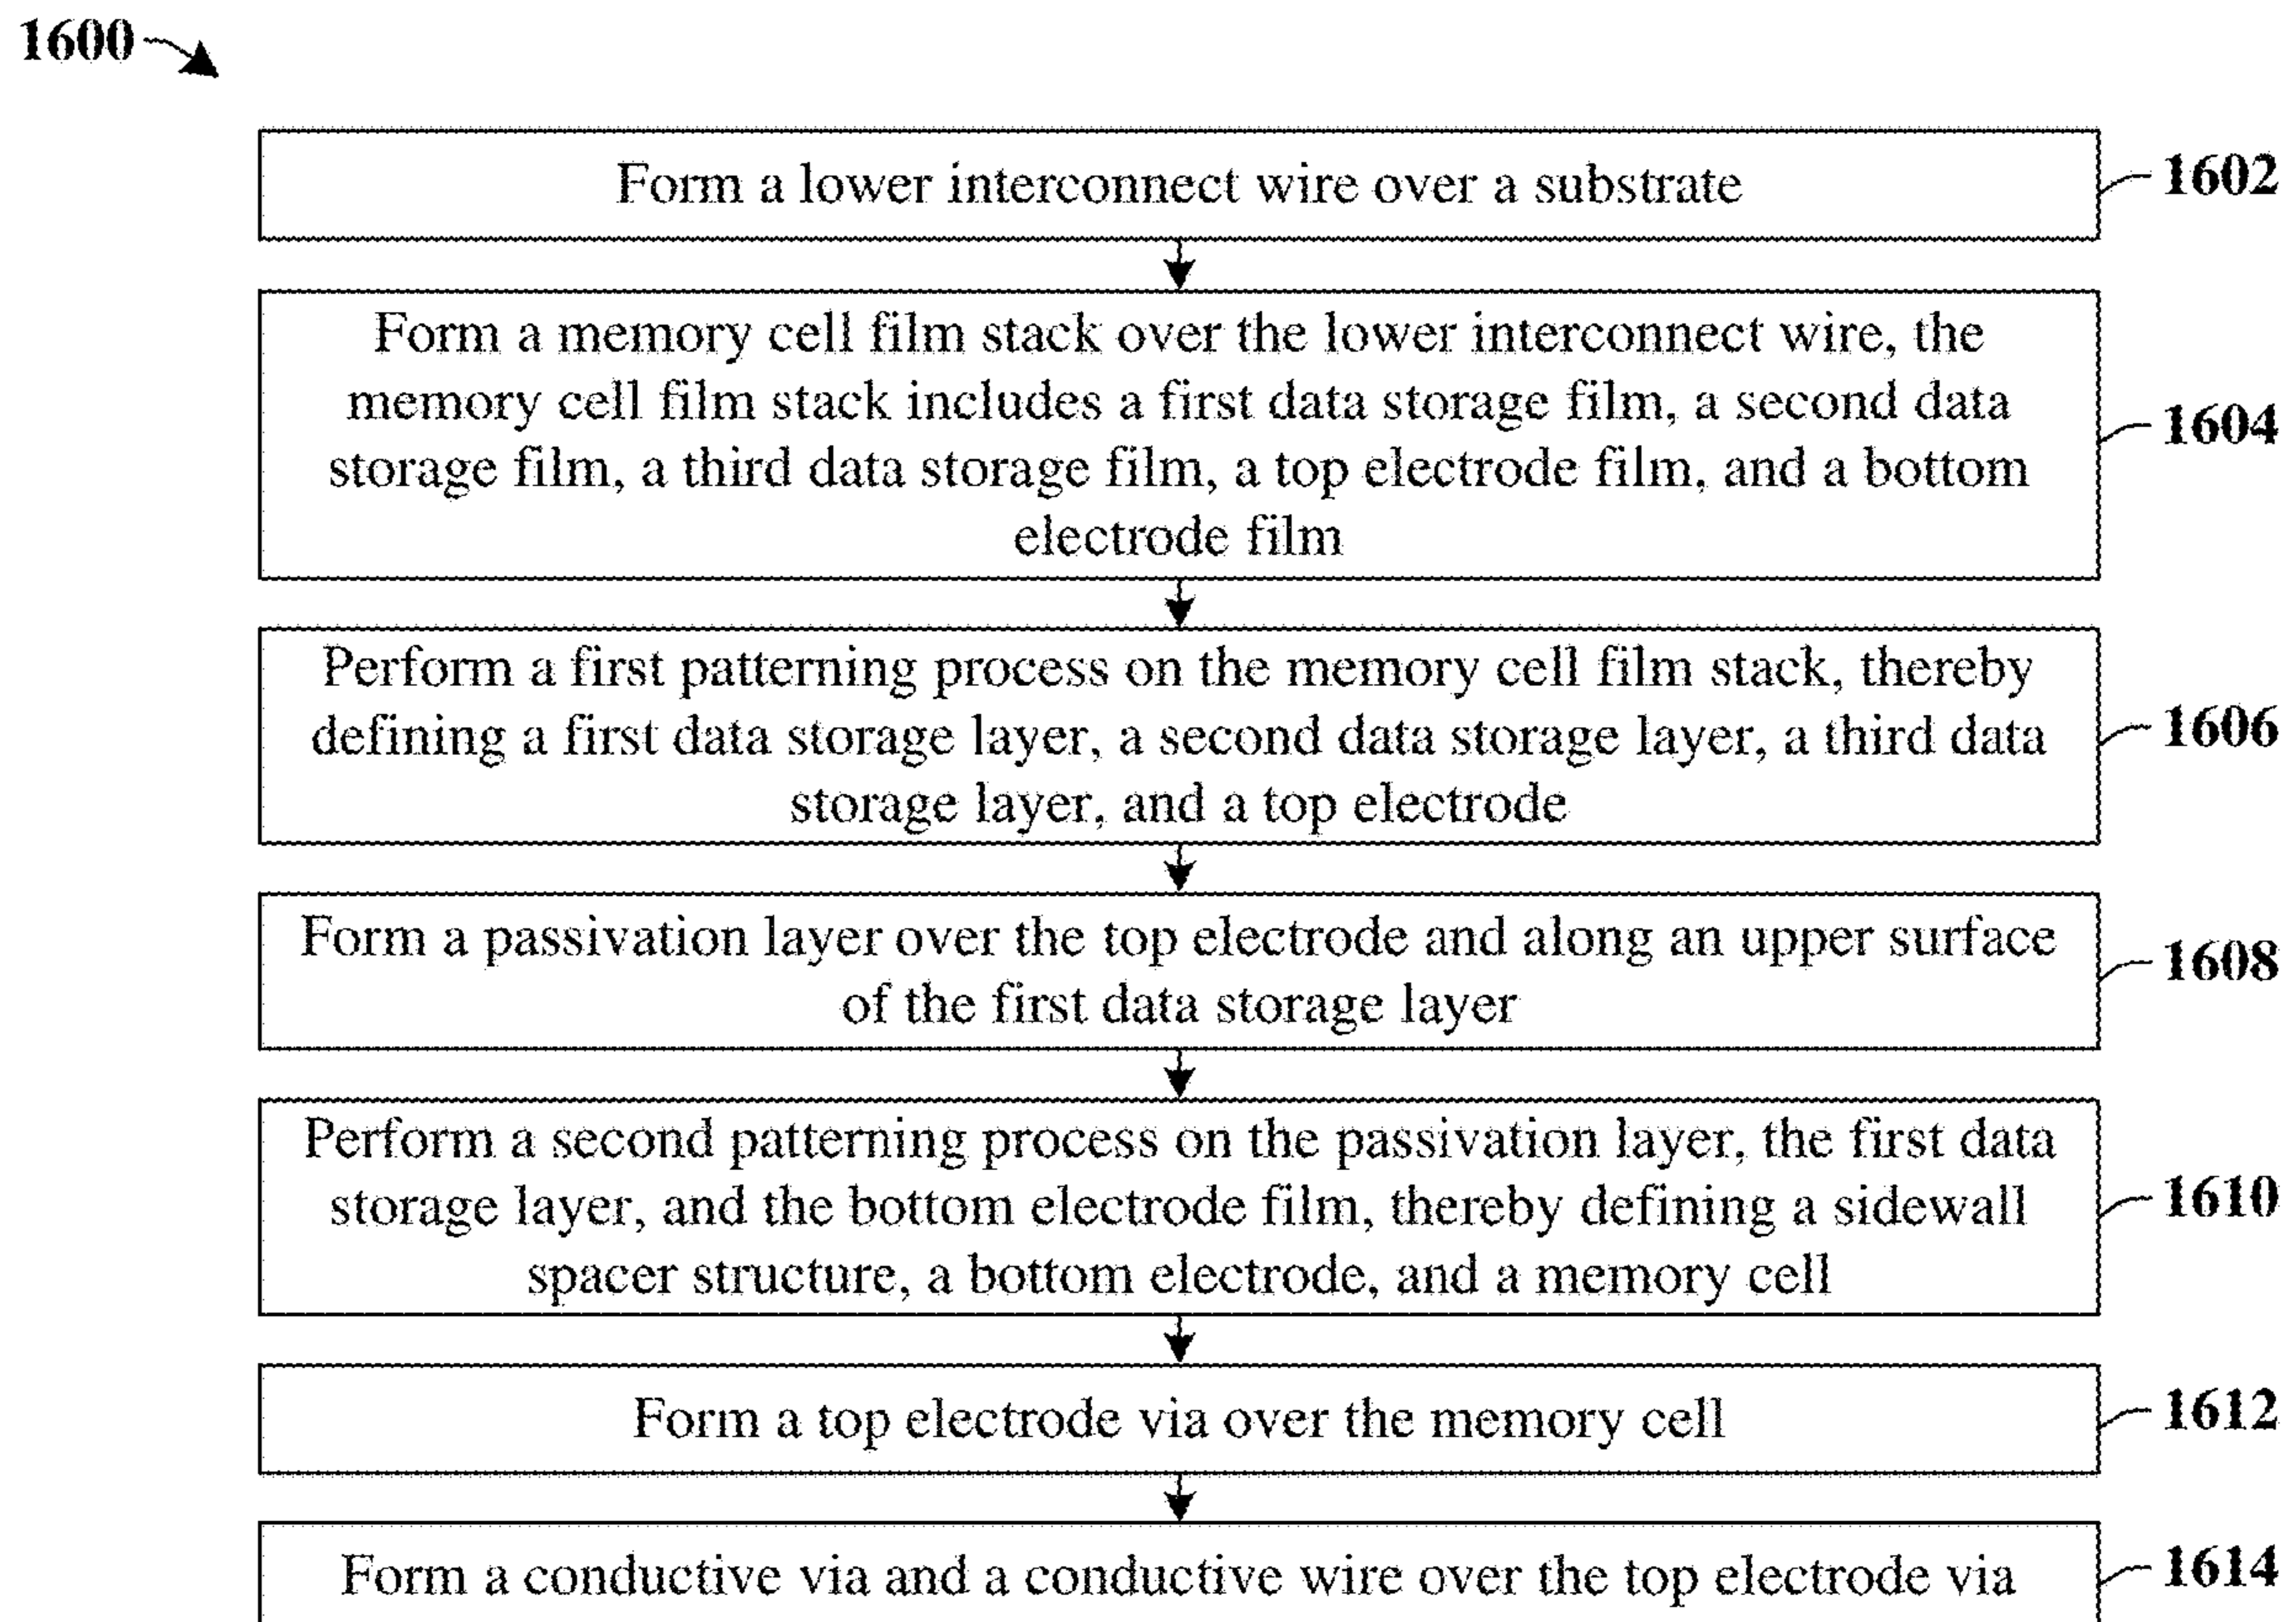 1600
Form a lower interconnect wire over a substrate
1602
Form a memory cell film stack over the lower interconnect wire, the
memory cell film stack includes a first data storage film, a second data
storage film, a third data storage film, a top electrode film, and a bottom
electrode film
1604
Perform a first patterning process on the memory cell film stack, thereby
defining a first data storage layer, a second data storage layer, a third data
storage layer, and a top electrode
1606
Form a passivation layer over the top electrode and along an upper surface
of the first data storage layer
1608
Perform a second patterning process on the passivation layer, the first data
storage layer, and the bottom electrode film, thereby defining a sidewall
spacer structure, a bottom electrode, and a memory cell
1610
Form a top electrode via over the memory cell
1612
Form a conductive via and a conductive wire over the top electrode via
1614